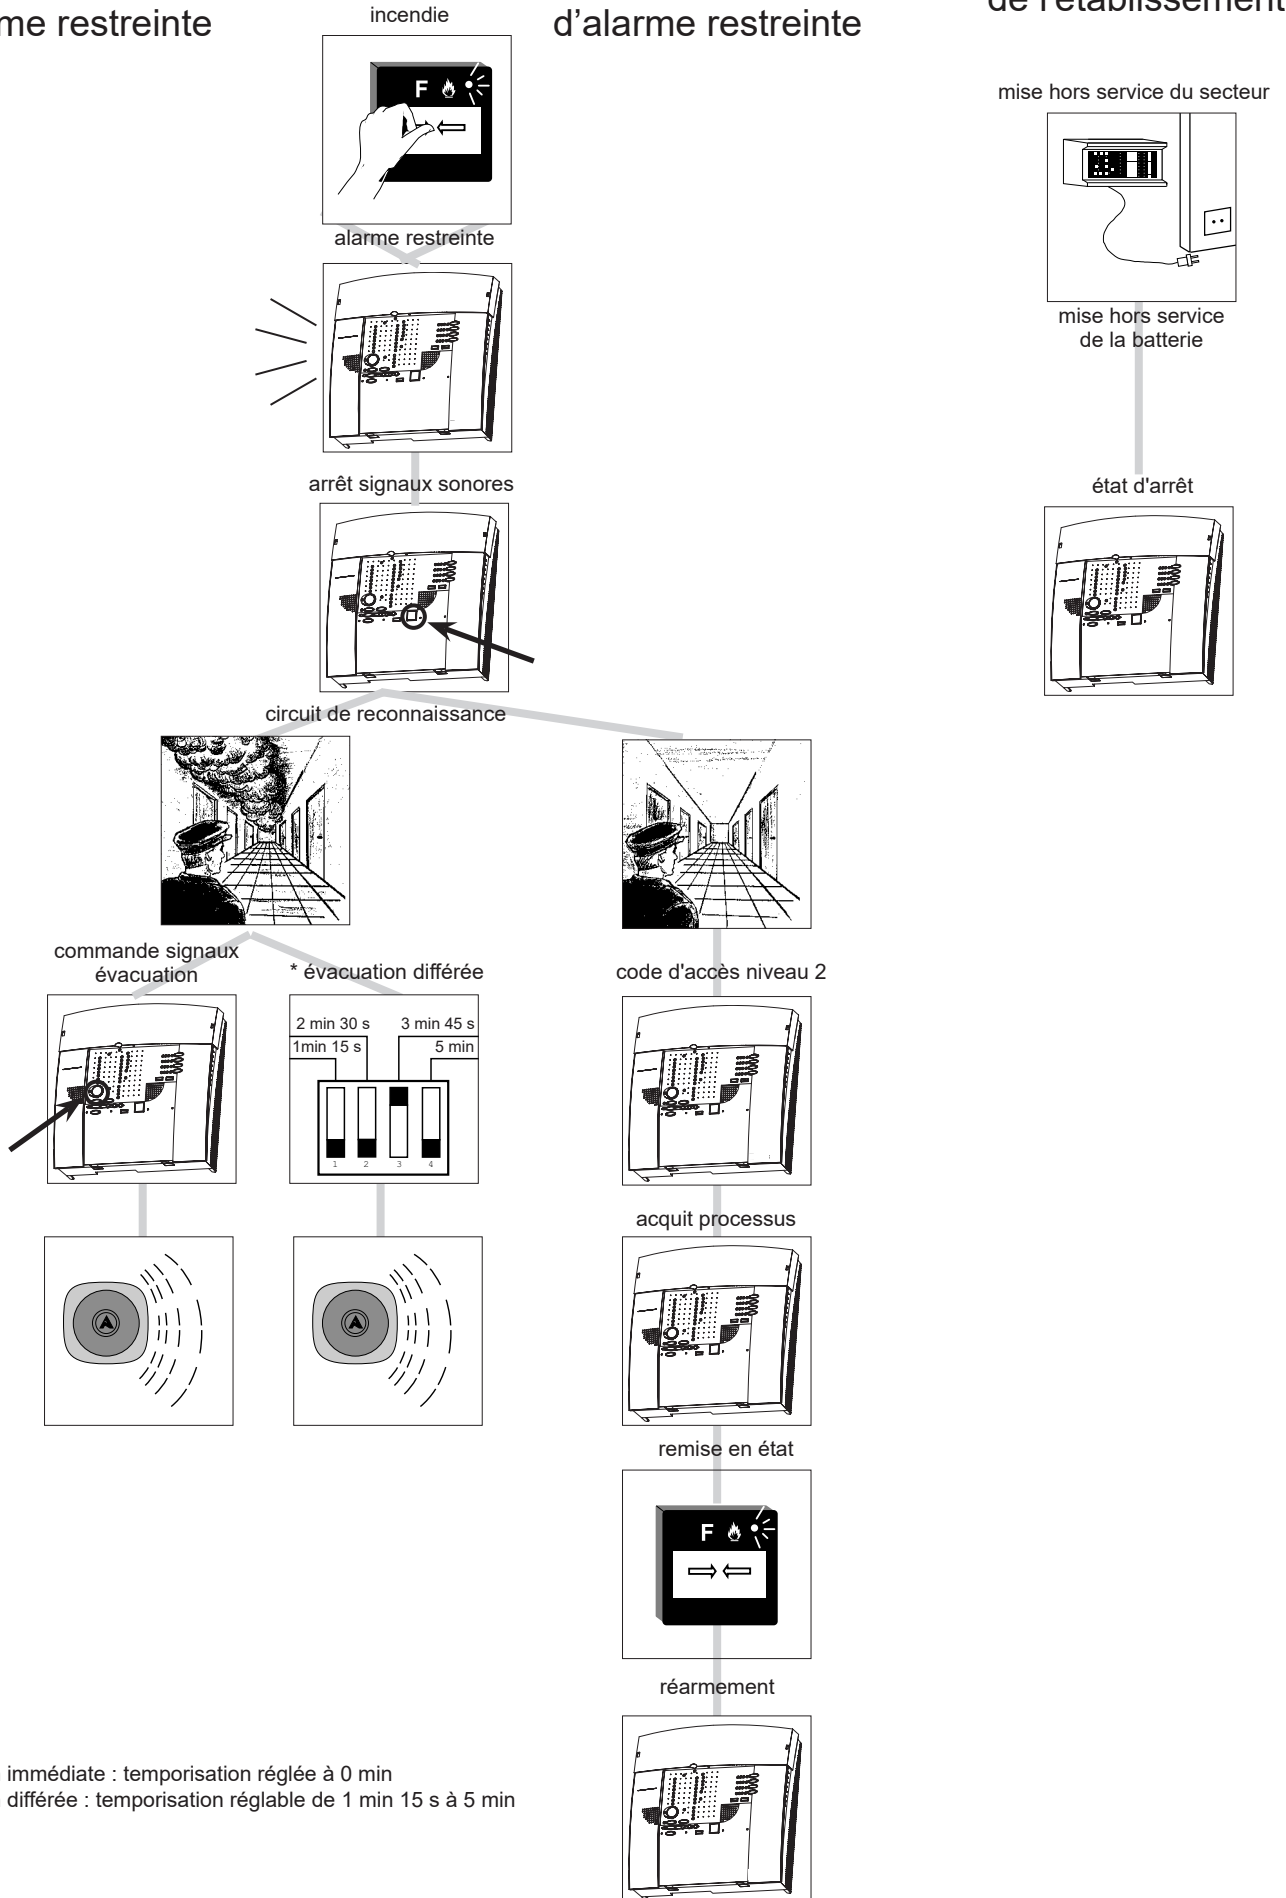 me restreinte
incendie
d’alarme restreinte
de l'établissement
F
alarme restreinte
arrêt signaux sonores
circuit de reconnaissance
commande signaux
évacuation
* évacuation différée
2 min 30 s 3 min 45 s
1min 15 s 5 min
1 2 3 4
code d'accès niveau 2
acquit processus
remise en état
F
réarmement
mise hors service du secteur
mise hors service
de la batterie
état d'arrêt
immédiate : temporisation réglée à 0 min
différée : temporisation réglable de 1 min 15 s à 5 min